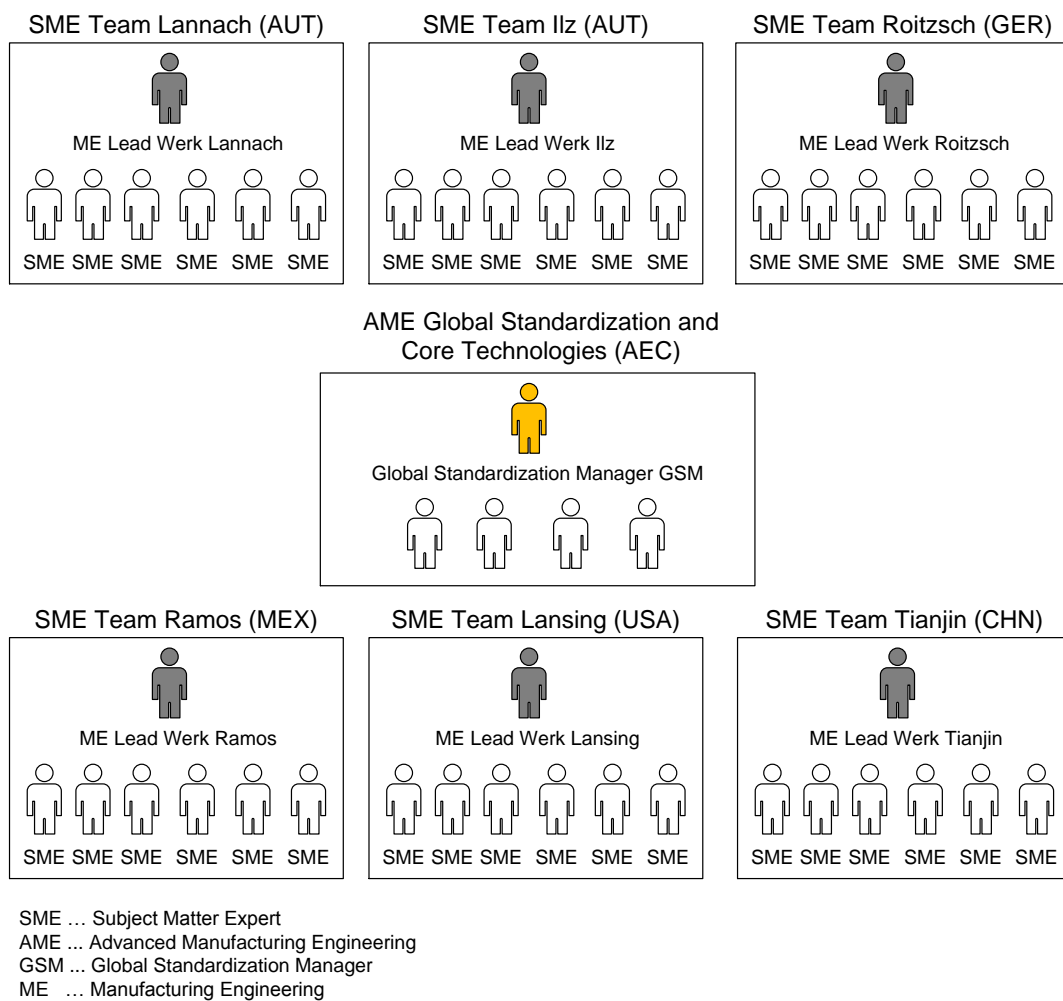 SME Team Lannach (AUT)
SME Team Ilz (AUT)
SME Team Roitzsch (GER)
ME Lead Werk Lannach
ME Lead Werk Ilz
ME Lead Werk Roitzsch
SME SME SME SME SME SME
SME SME SME SME SME SME
SME SME SME SME SME SME
AME Global Standardization and
Core Technologies (AEC)
Global Standardization Manager GSM
SME Team Ramos (MEX)
SME Team Lansing (USA)
SME Team Tianjin (CHN)
ME Lead Werk Ramos
ME Lead Werk Lansing
ME Lead Werk Tianjin
SME SME SME SME SME SME
SME SME SME SME SME SME
SME SME SME SME SME SME
SME … Subject Matter Expert
AME ... Advanced Manufacturing Engineering
GSM ... Global Standardization Manager
ME … Manufacturing Engineering